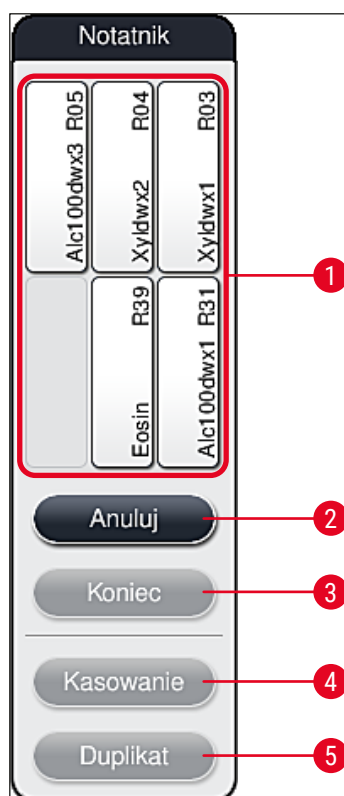 Notatnik
Alc100dwx3 R05
Xyldwx2 R04
Xyldwx1 R03
1
Eosin R39
Alc100dwx1 R31
Anuluj
2
Koniec
3
Kasowanie
4
Duplikat
5